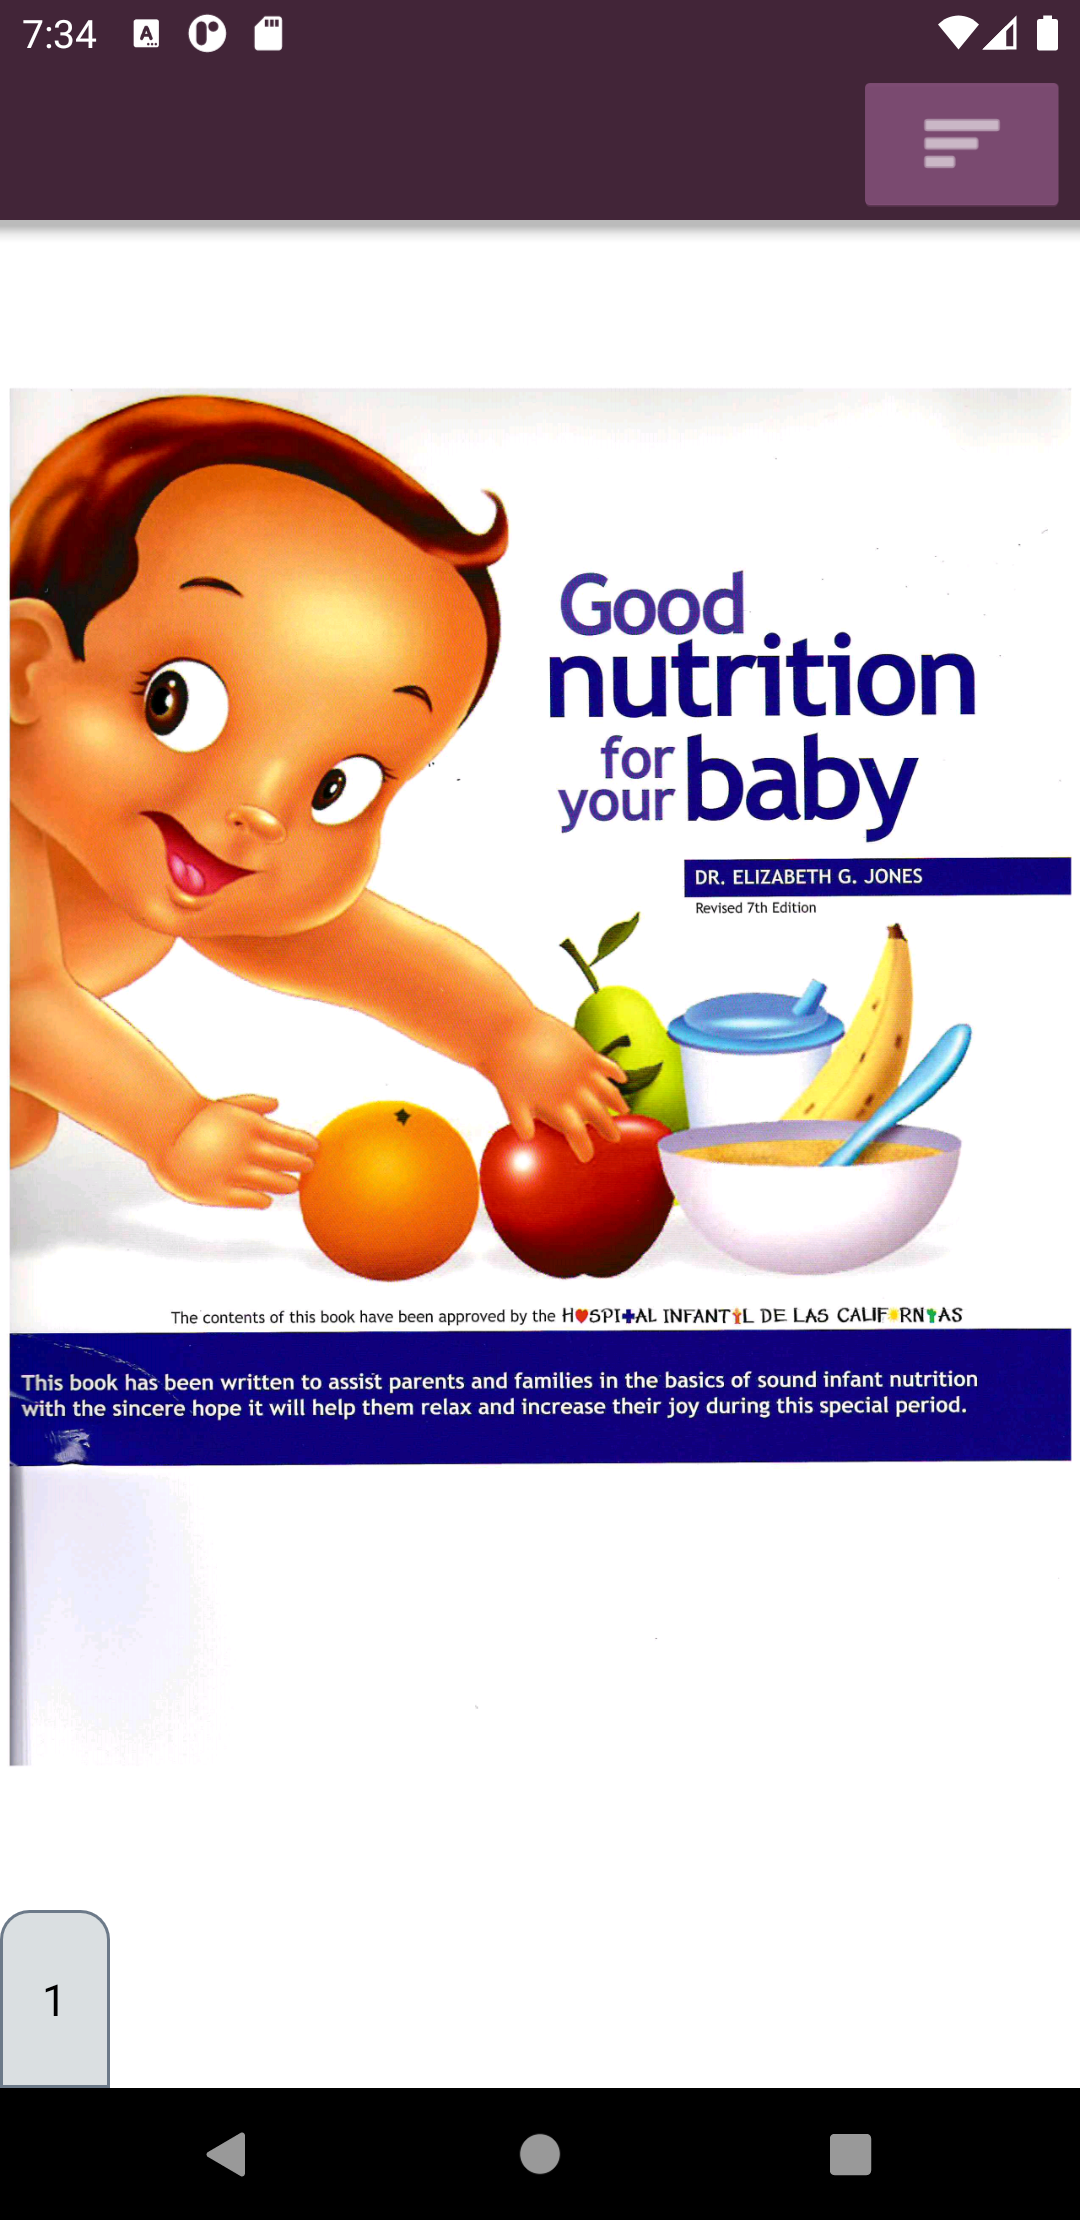 7:34
Good
nutrition
for
your baby
DR. ELIZABETH G. JONES
Revised 7th Edition
The contents of this book have been approved by the HOSPITAL INFANTIL DE LAS CALIFORNIAS
This book has been written to assist parents and families in the basics of sound infant nutrition
with the sincere hope it will help them relax and increase their joy during this special period.
1